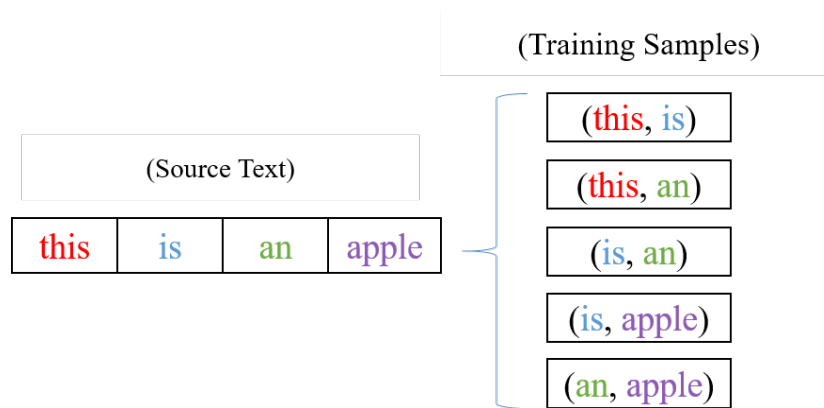 (Training Samples)
(Source Text)
this is an apple
(this, is)
(this, an)
(is, an)
(is, apple)
(an, apple)